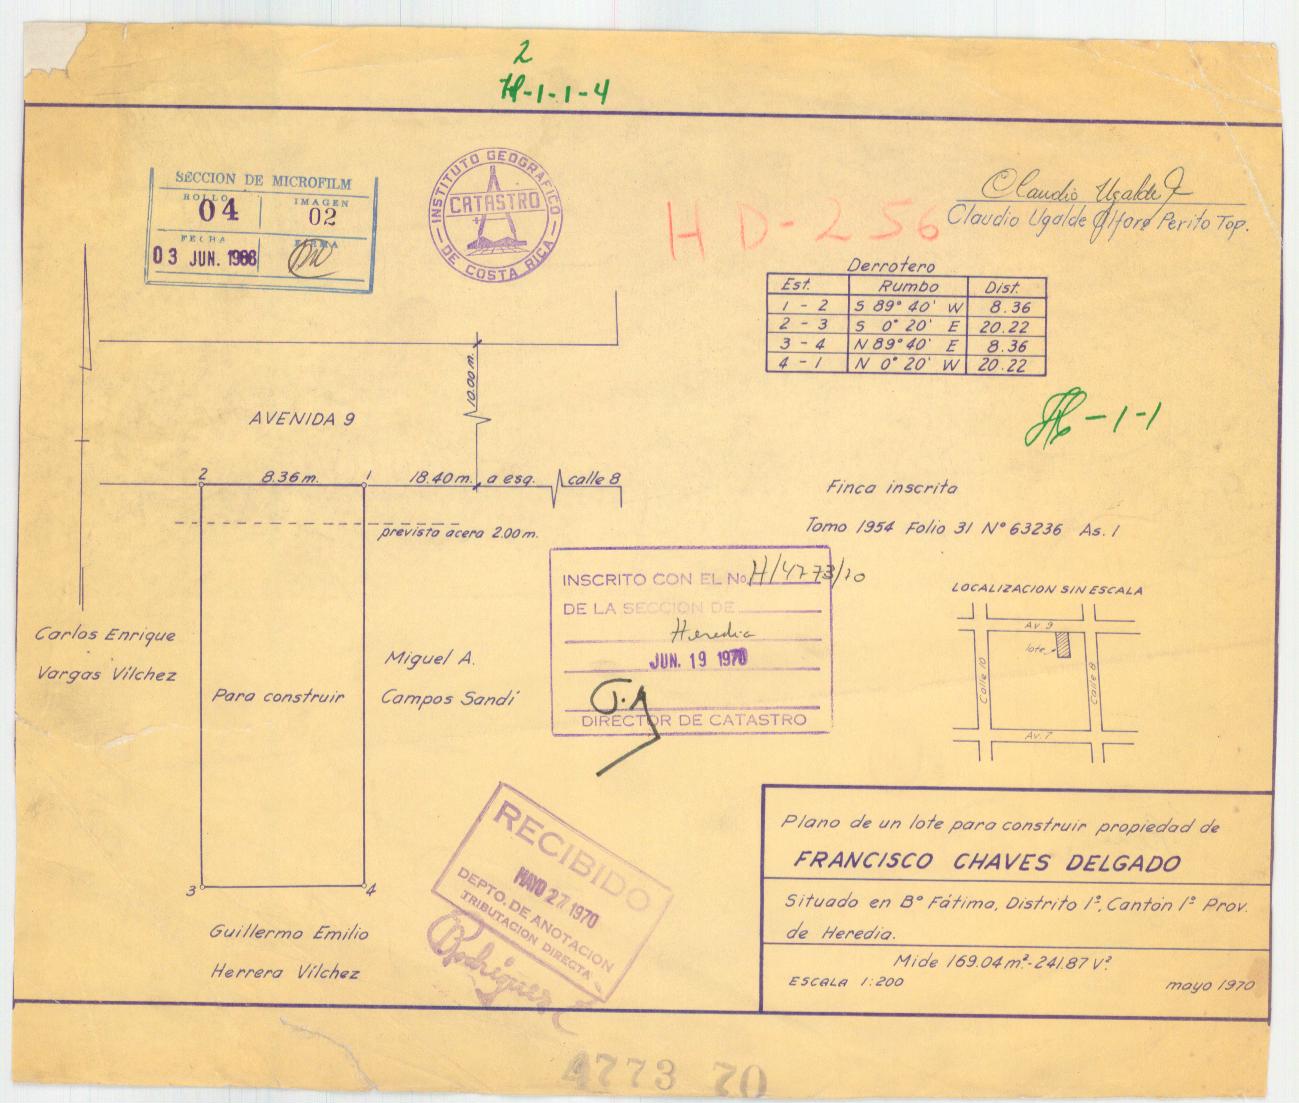 2
H-1-1-4
SECCION DE MICROFILM
ROLLO IMAGEN
04 02
FECHA FIRMA
03 JUN. 1988
INSTITUTO GEOGRAFICO
CATASTRO
DE COSTA RICA
H D-256
Claudio Ugalde
Claudio Ugalde Alfaro Perito Top.
Derrotero
Est. Rumbo Dist.
1 - 2 S 89° 40' W 8.36
2 - 3 S 0° 20' E 20.22
3 - 4 N 89° 40' E 8.36
4 - 1 N 0° 20' W 20.22
10.00 m.
H-1-1
AVENIDA 9
2 8.36 m. 1 18.40 m. a esq. calle 8
previsto acera 2.00 m.
Finca inscrita
Tomo 1954 Folio 31 N° 63236 As. 1
INSCRITO CON EL No. H/4773/70
DE LA SECCION DE
Heredia
JUN. 19 1970
DIRECTOR DE CATASTRO
LOCALIZACION SIN ESCALA
Av. 9
lote
Calle 10
Calle 8
Av. 7
Carlos Enrique
Vargas Vílchez
Para construir
Miguel A.
Campos Sandí
3 4
Guillermo Emilio
Herrera Vílchez
RECIBIDO
MAYO 27 1970
DEPTO. DE ANOTACION
TRIBUTACION DIRECTA
Rodríguez
Plano de un lote para construir propiedad de
FRANCISCO CHAVES DELGADO
Situado en B° Fátima, Distrito 1°, Cantón 1° Prov.
de Heredia.
Mide 169.04 m².-241.87 V².
ESCALA 1:200 mayo 1970
4773 70